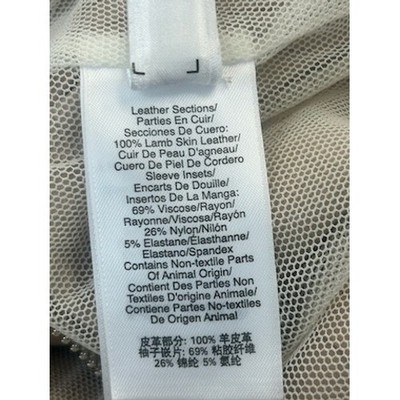 Leather Sections/
Parties En Cuir/
Secciones De Cuero:
100% Lamb Skin Leather/
Cuir De Peau D'agneau/
Cuero De Piel De Cordero
Sleeve Insets/
Encarts De Douille/
Insertos De La Manga:
69% Viscose/Rayon/
Rayonne/Viscosa/Rayón
26% Nylon/Nilón
5% Elastane/Élasthanne/
Elastano/Spandex
Contains Non-textile Parts
Of Animal Origin/
Contient Des Parties Non
Textiles D'origine Animale/
Contiene Partes No Textiles
De Origen Animal
皮革部分: 100% 羊皮革
袖子嵌片: 69% 粘胶纤维
26% 锦纶 5% 氨纶